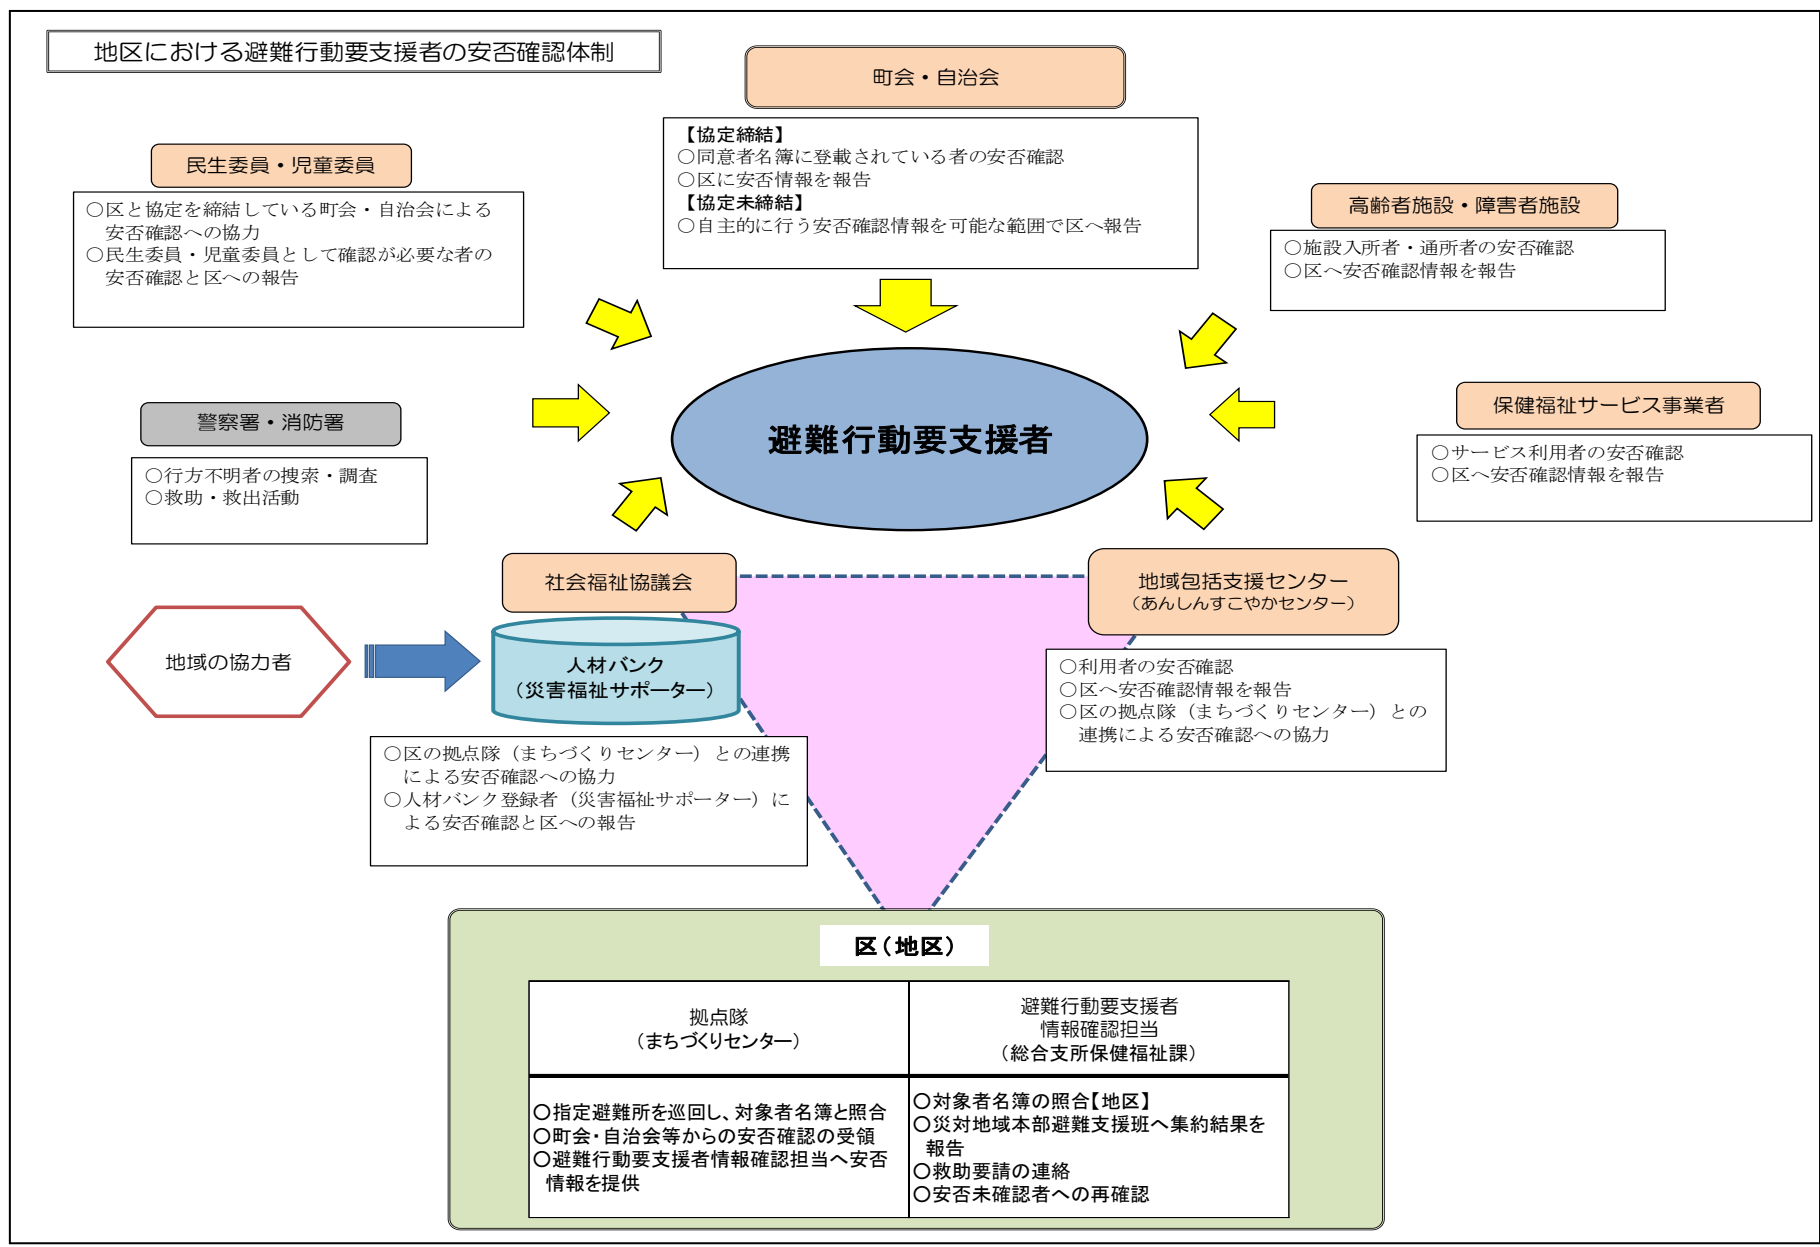 地区における避難行動要支援者の安否確認体制
町会・自治会
【協定締結】
○同意者名簿に登載されている者の安否確認
○区に安否情報を報告
【協定未締結】
○自主的に行う安否確認情報を可能な範囲で区へ報告
民生委員・児童委員
○区と協定を締結している町会・自治会による
安否確認への協力
○民生委員・児童委員として確認が必要な者の
安否確認と区への報告
高齢者施設・障害者施設
○施設入所者・通所者の安否確認
○区へ安否確認情報を報告
警察署・消防署
○行方不明者の捜索・調査
○救助・救出活動
避難行動要支援者
保健福祉サービス事業者
○サービス利用者の安否確認
○区へ安否確認情報を報告
社会福祉協議会
地域の協力者
人材バンク
（災害福祉サポーター）
○区の拠点隊（まちづくりセンター）との連携
による安否確認への協力
○人材バンク登録者（災害福祉サポーター）に
よる安否確認と区への報告
地域包括支援センター
（あんしんすこやかセンター）
○利用者の安否確認
○区へ安否確認情報を報告
○区の拠点隊（まちづくりセンター）との
連携による安否確認への協力
区（地区）
拠点隊
（まちづくりセンター）
避難行動要支援者
情報確認担当
（総合支所保健福祉課）
○指定避難所を巡回し、対象者名簿と照合
○町会・自治会等からの安否確認の受領
○避難行動要支援者情報確認担当へ安否
情報を提供
○対象者名簿の照合【地区】
○災対地域本部避難支援班へ集約結果を
報告
○救助要請の連絡
○安否未確認者への再確認